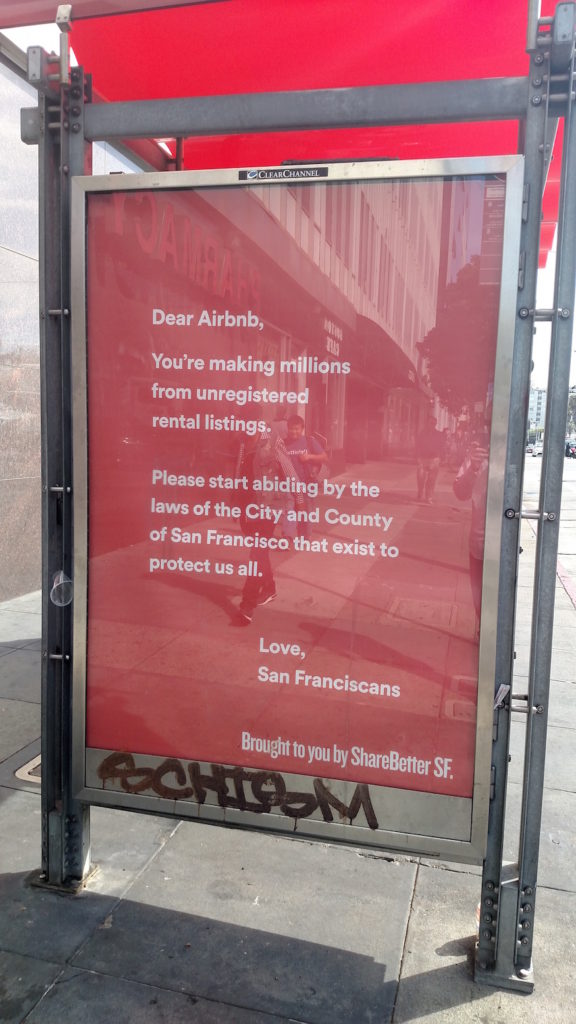 CLEARCHANNEL
PHARMACY
Dear Airbnb,
You're making millions
from unregistered
rental listings.
Please start abiding by the
laws of the City and County
of San Francisco that exist to
protect us all.
Love,
San Franciscans
Brought to you by ShareBetter SF.
SCHISM